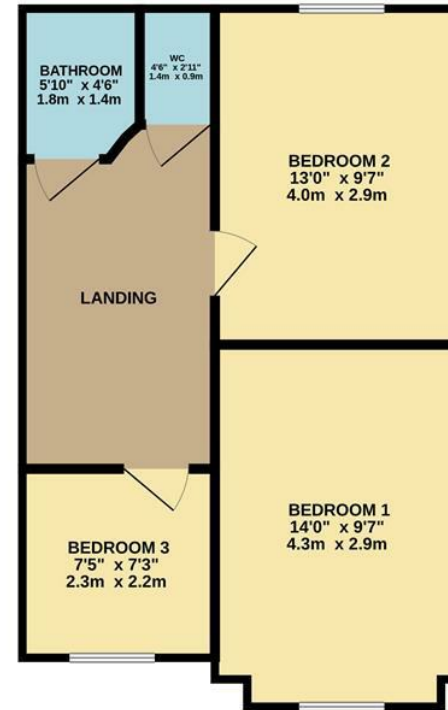 BATHROOM
5'10" x 4'6"
1.8m x 1.4m
WC
4'6" x 2'11"
1.4m x 0.9m
BEDROOM 2
13'0" x 9'7"
4.0m x 2.9m
LANDING
BEDROOM 1
14'0" x 9'7"
4.3m x 2.9m
BEDROOM 3
7'5" x 7'3"
2.3m x 2.2m